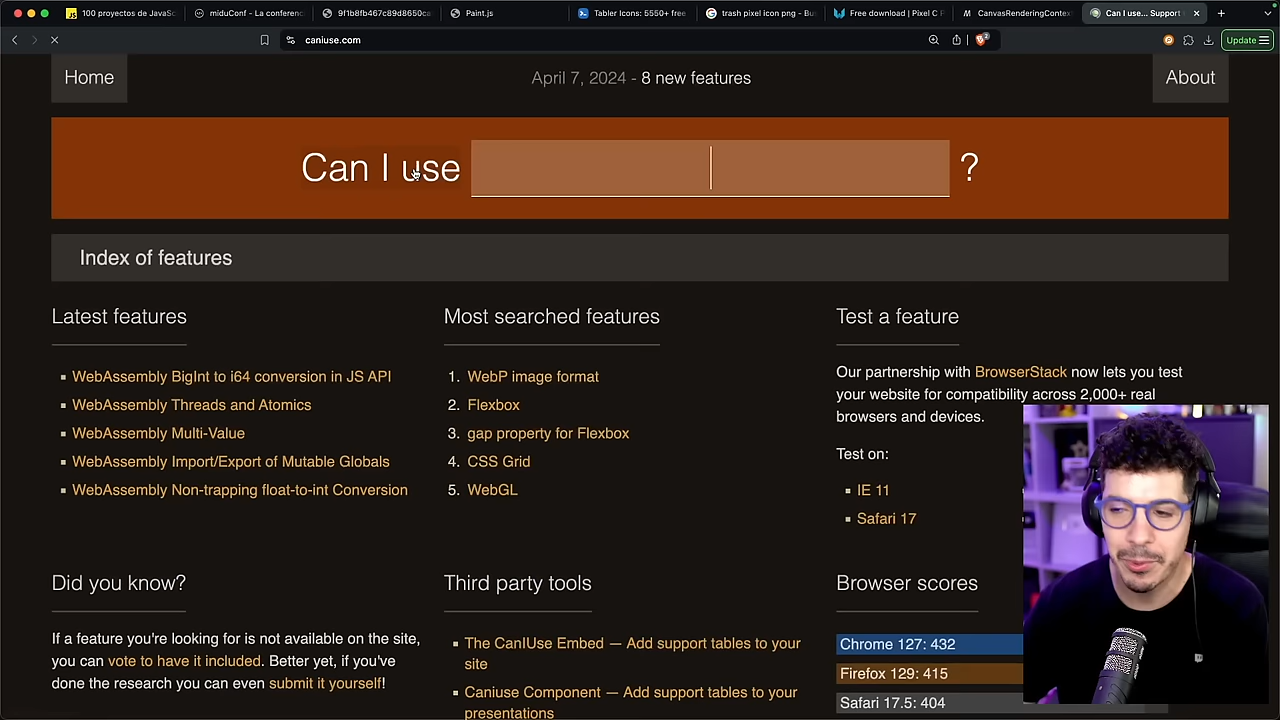 100 proyectos de JavaSc
miduConf - La conferenc
9f1b8fb467c89d8650ca
Paint.js
Tabler Icons: 5550+ free
trash pixel icon png - Bu
Free download | Pixel C P
CanvasRenderingContex
Can I use... Support
caniuse.com
Update
Home
April 7, 2024 - 8 new features
About
Can I use
?
Index of features
Latest features
WebAssembly BigInt to i64 conversion in JS API
WebAssembly Threads and Atomics
WebAssembly Multi-Value
WebAssembly Import/Export of Mutable Globals
WebAssembly Non-trapping float-to-int Conversion
Most searched features
1. WebP image format
2. Flexbox
3. gap property for Flexbox
4. CSS Grid
5. WebGL
Test a feature
Our partnership with BrowserStack now lets you test
your website for compatibility across 2,000+ real
browsers and devices.
Test on:
IE 11
Safari 17
Did you know?
If a feature you're looking for is not available on the site,
you can vote to have it included. Better yet, if you've
done the research you can even submit it yourself!
Third party tools
The CanIUse Embed — Add support tables to your
site
Caniuse Component — Add support tables to your
presentations
Browser scores
Chrome 127: 432
Firefox 129: 415
Safari 17.5: 404